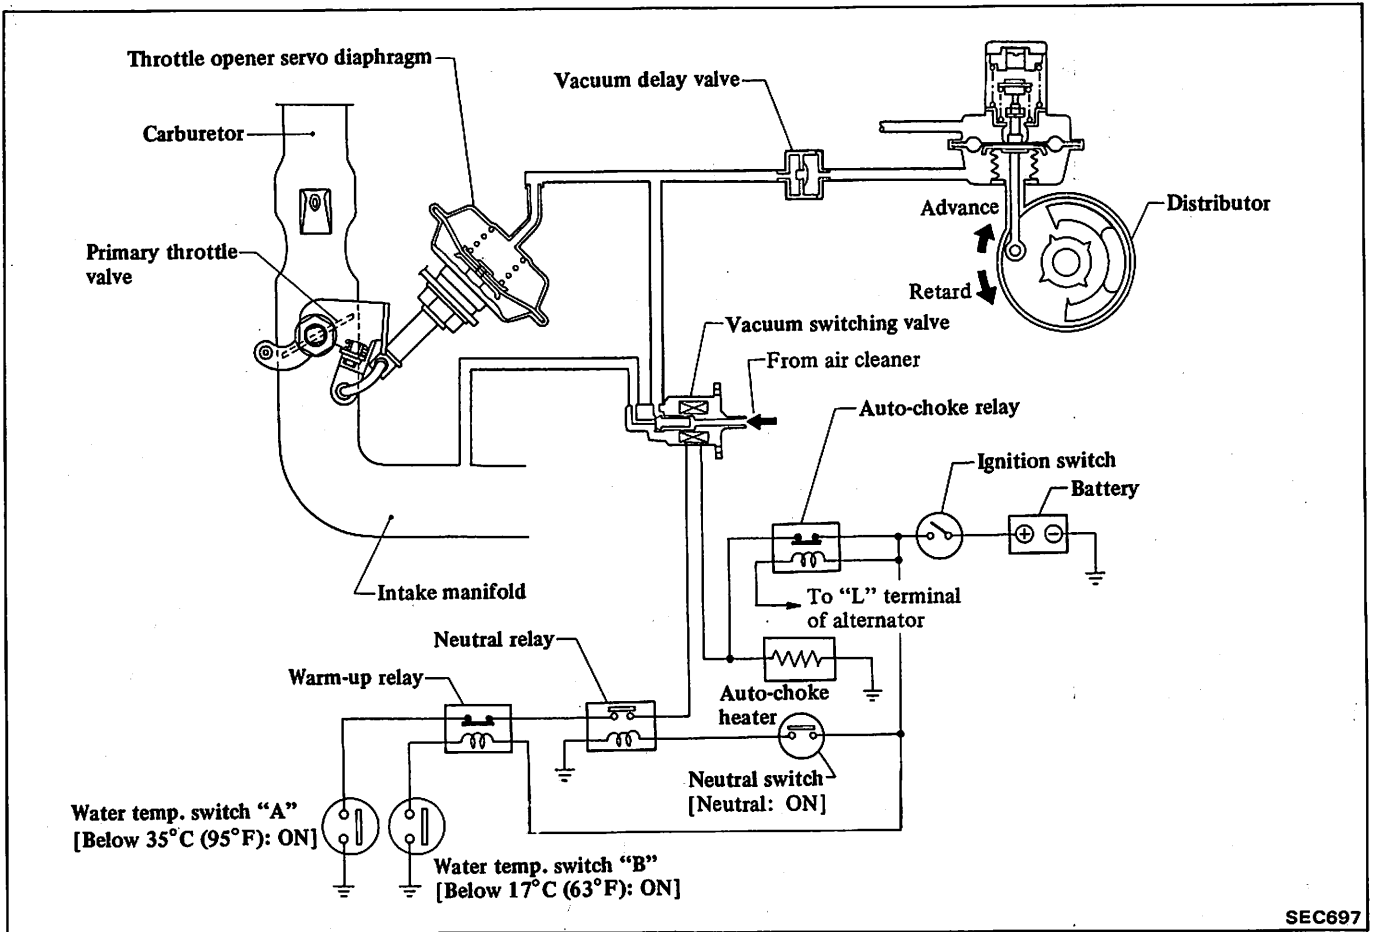 Throttle opener servo diaphragm
Vacuum delay valve
Carburetor
Advance
Distributor
Primary throttle
valve
Retard
Vacuum switching valve
From air cleaner
Auto-choke relay
Ignition switch
Battery
Intake manifold
To "L" terminal
of alternator
Neutral relay
Warm-up relay
Auto-choke
heater
Neutral switch
[Neutral: ON]
Water temp. switch "A"
[Below 35°C (95°F): ON]
Water temp. switch "B"
[Below 17°C (63°F): ON]
SEC697